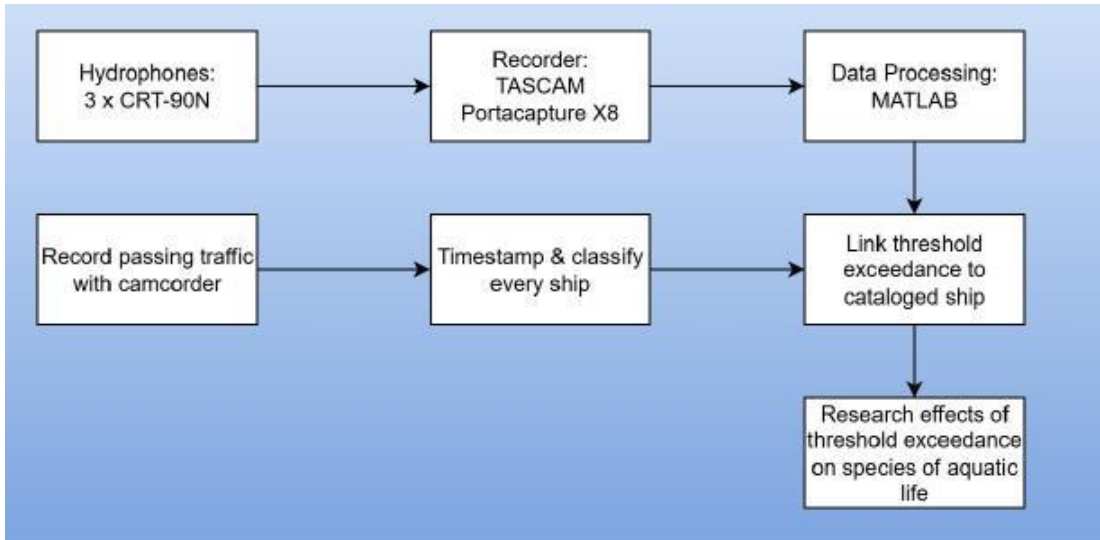 Hydrophones:
3 x CRT-90N
Recorder:
TASCAM
Portacapture X8
Data Processing:
MATLAB
Record passing traffic
with camcorder
Timestamp & classify
every ship
Link threshold
exceedance to
cataloged ship
Research effects of
threshold exceedance
on species of aquatic
life